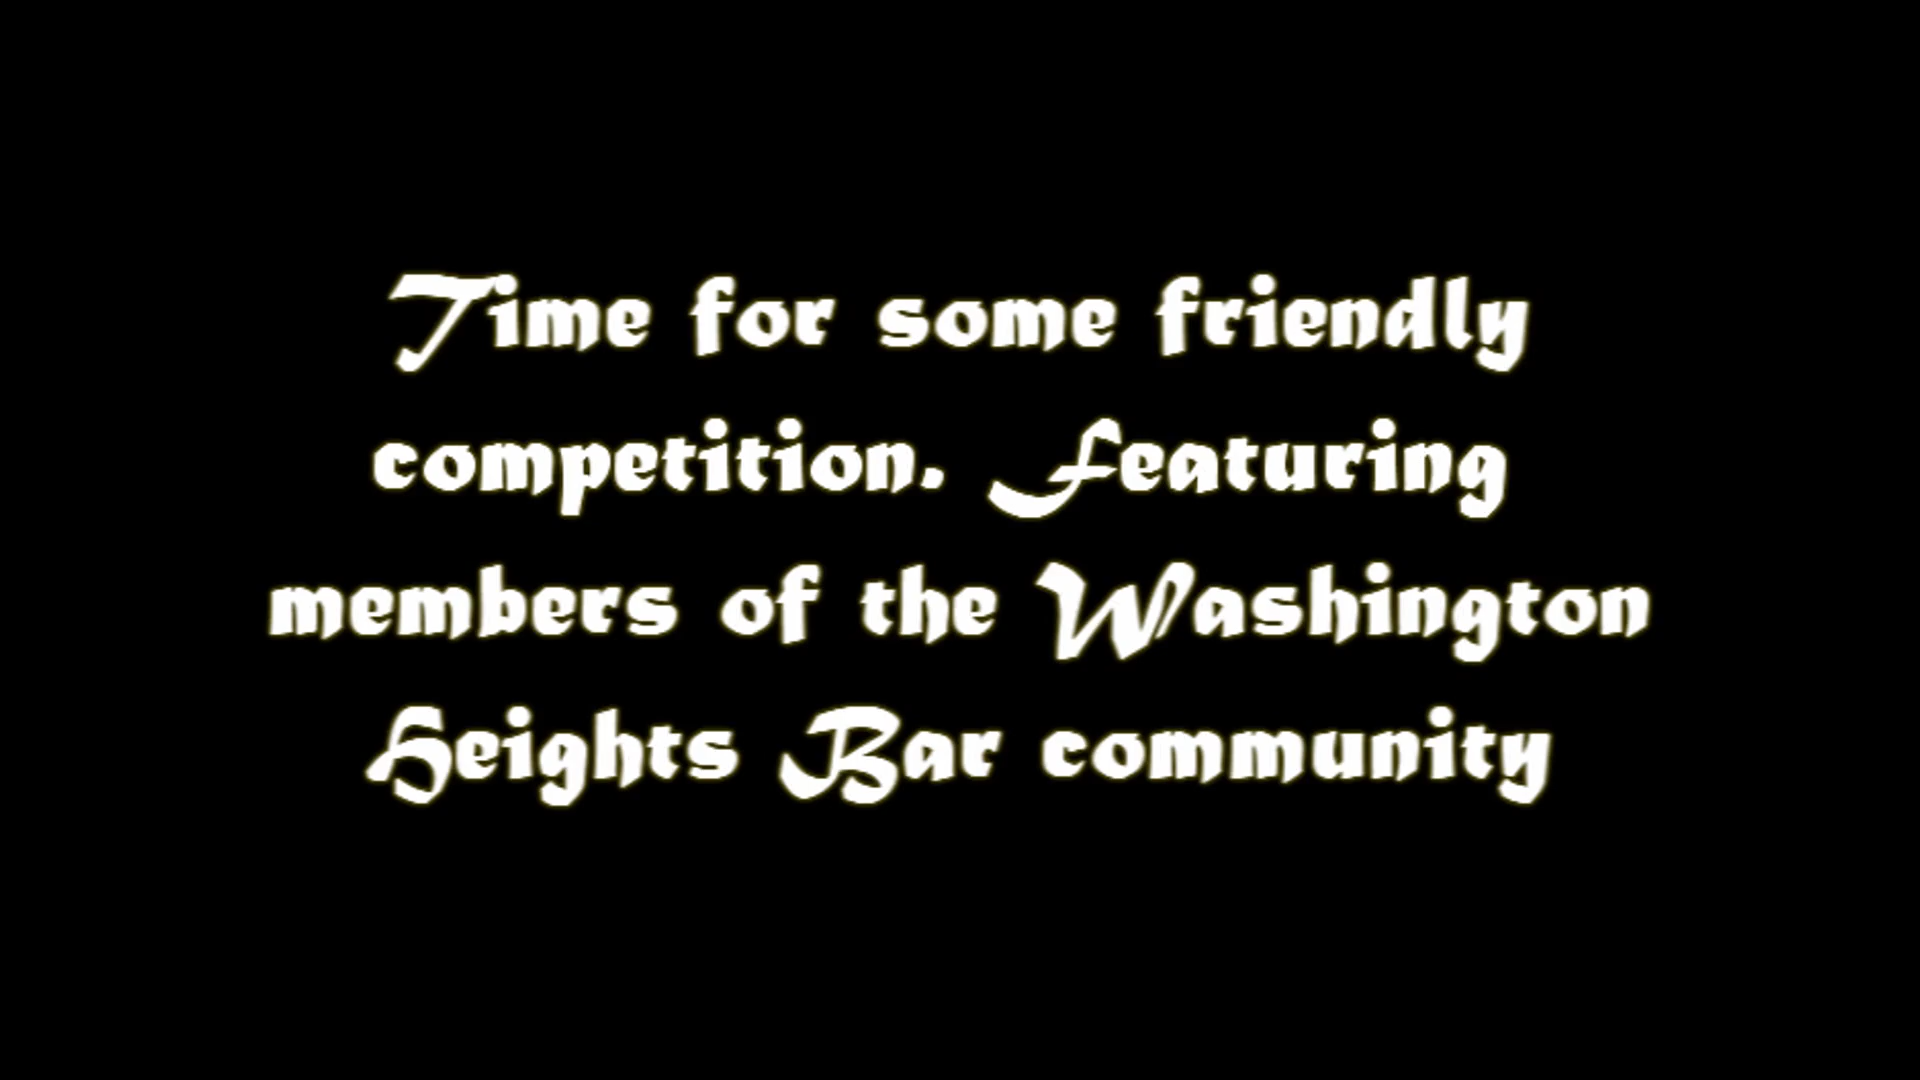 Time for some friendly
competition. Featuring
members of the Washington
Heights Bar community